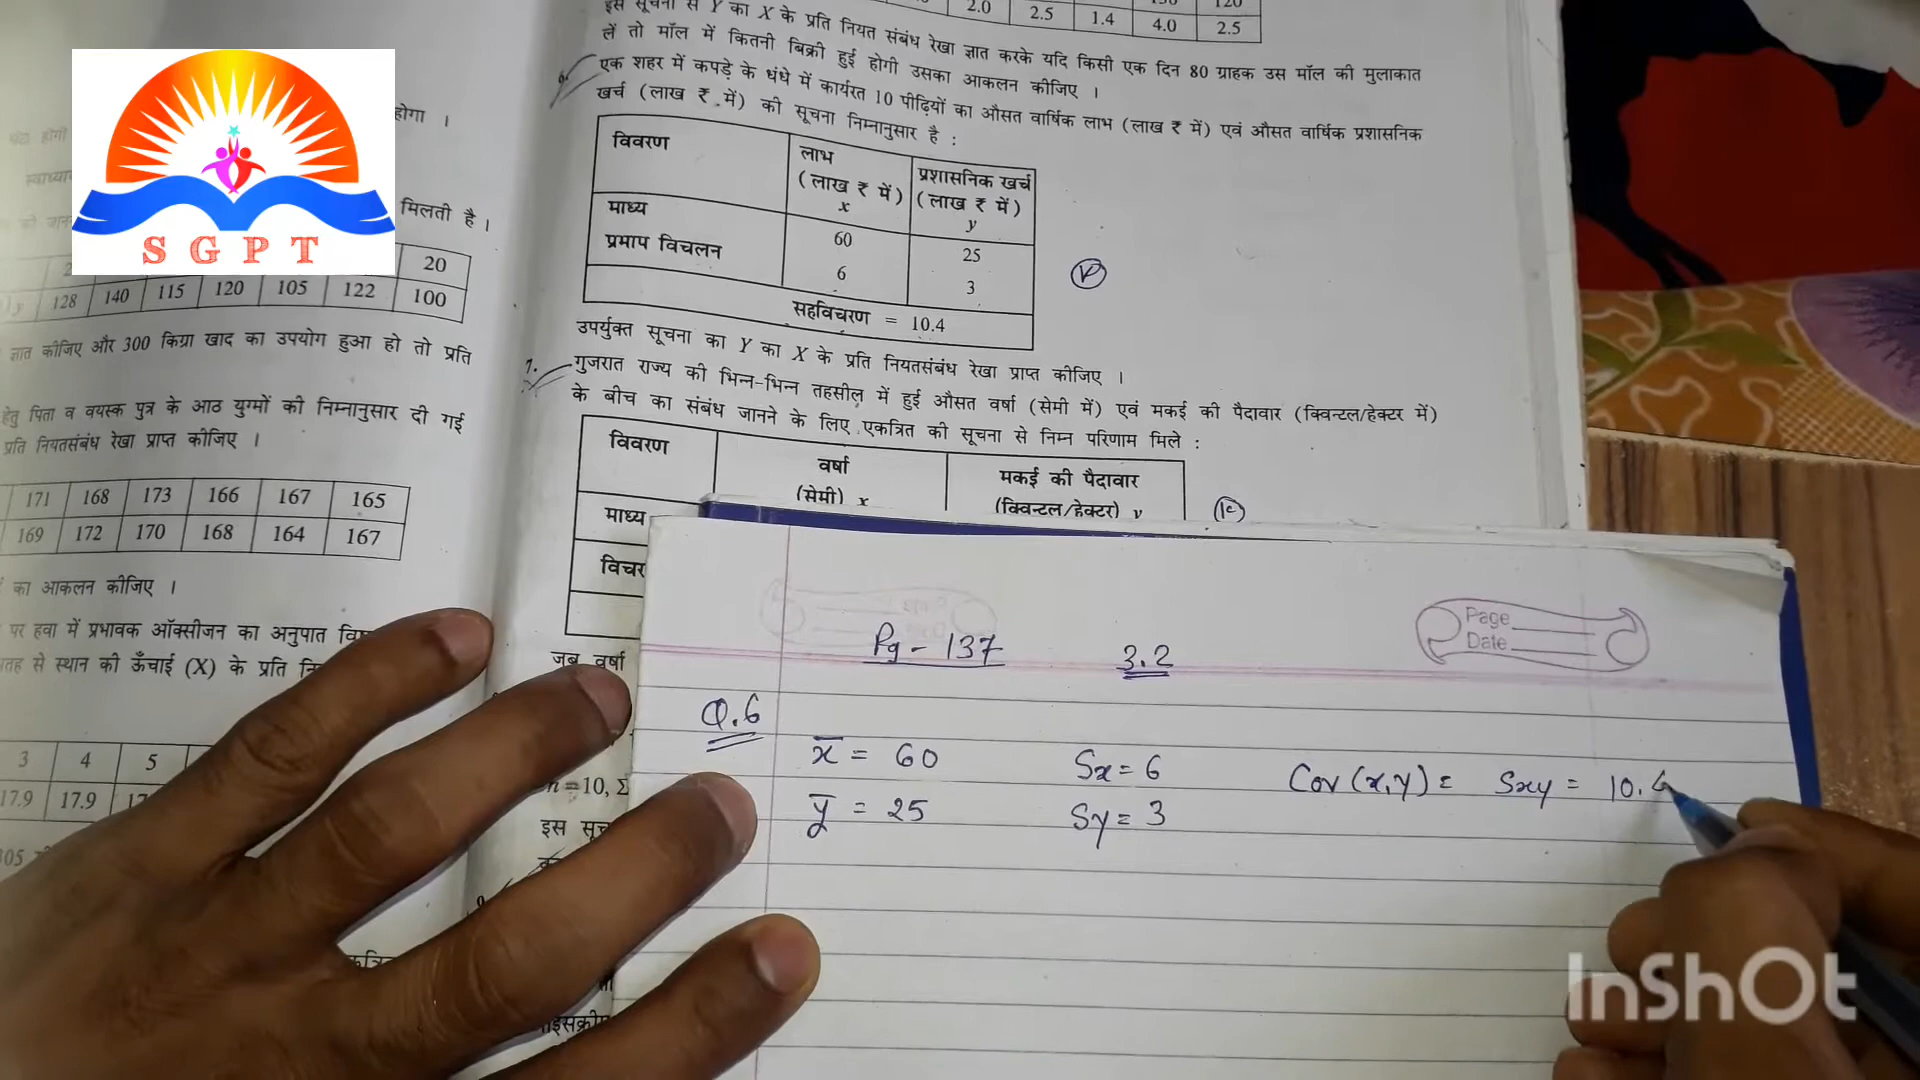 SGPT
होगा ।
मिलती है ।
20
y 128 140 115 120 105 122 100
ज्ञात कीजिए और 300 किग्रा खाद का उपयोग हुआ हो तो प्रति
हेतु पिता व वयस्क पुत्र के आठ युग्मों की निम्नानुसार दी गई
प्रति नियतसंबंध रेखा प्राप्त कीजिए ।
171 168 173 166 167 165
169 172 170 168 164 167
का आकलन कीजिए ।
पर हवा में प्रभावक ऑक्सीजन का अनुपात
सतह से स्थान की ऊँचाई (X) के प्रति
3 4 5
17.9 17.9
2.0 2.5 1.4 4.0 2.5
इस सूचना से Y का X के प्रति नियत संबंध रेखा ज्ञात करके यदि किसी एक दिन 80 ग्राहक उस मॉल की मुलाकात
लें तो मॉल में कितनी बिक्री हुई होगी उसका आकलन कीजिए ।
6. एक शहर में कपड़े के धंधे में कार्यरत 10 पीढ़ियों का औसत वार्षिक लाभ (लाख ₹ में) एवं औसत वार्षिक प्रशासनिक
खर्च (लाख ₹ में) की सूचना निम्नानुसार है :
विवरण लाभ (लाख ₹ में) x प्रशासनिक खर्च (लाख ₹ में) y
माध्य 60 25
प्रमाप विचलन 6 3
सहविचरण = 10.4
उपर्युक्त सूचना का Y का X के प्रति नियतसंबंध रेखा प्राप्त कीजिए ।
7. गुजरात राज्य की भिन्न-भिन्न तहसील में हुई औसत वर्षा (सेमी में) एवं मकई की पैदावार (क्विन्टल/हेक्टर में)
के बीच का संबंध जानने के लिए एकत्रित की सूचना से निम्न परिणाम मिले :
विवरण वर्षा (सेमी) x मकई की पैदावार (क्विन्टल/हेक्टर) y
माध्य
जब वर्षा
n = 10, Σ
इस
Page
Date
Pg - 137 3.2
Q.6
x̄ = 60 Sx = 6 Cov (x,y) = Sxy = 10.4
ȳ = 25 Sy = 3
InShOt